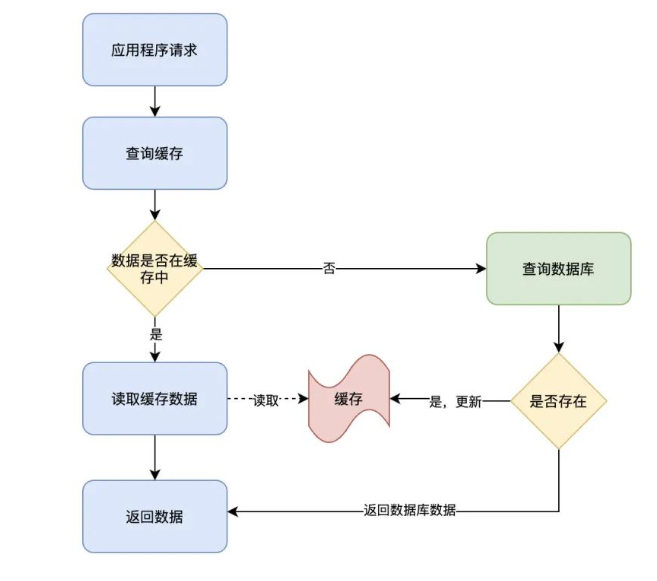 应用程序请求
查询缓存
数据是否在缓
存中
否
查询数据库
是
读取缓存数据
读取
缓存
是，更新
是否存在
返回数据
返回数据库数据